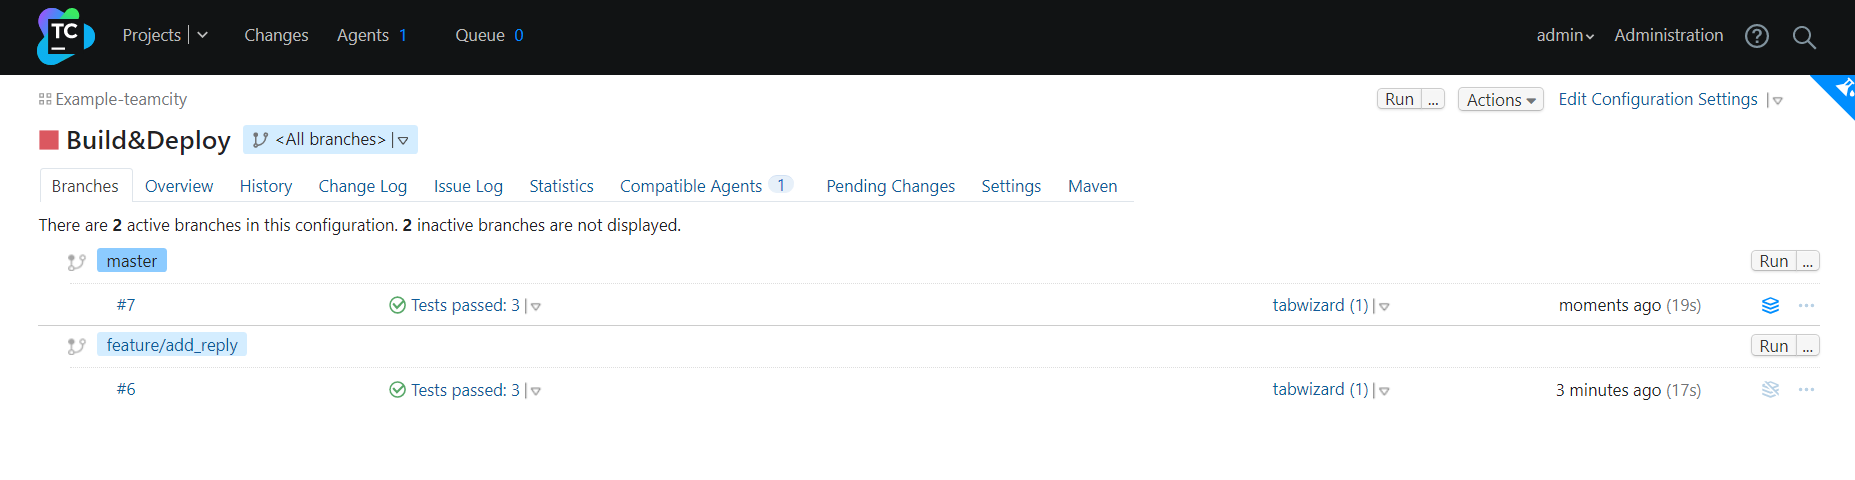 TC Projects Changes Agents 1 Queue 0 admin Administration ?
Example-teamcity Run ... Actions Edit Configuration Settings
Build&Deploy <All branches>
Branches Overview History Change Log Issue Log Statistics Compatible Agents 1 Pending Changes Settings Maven
There are 2 active branches in this configuration. 2 inactive branches are not displayed.
master Run ...
#7 Tests passed: 3 tabwizard (1) moments ago (19s)
feature/add_reply Run ...
#6 Tests passed: 3 tabwizard (1) 3 minutes ago (17s)